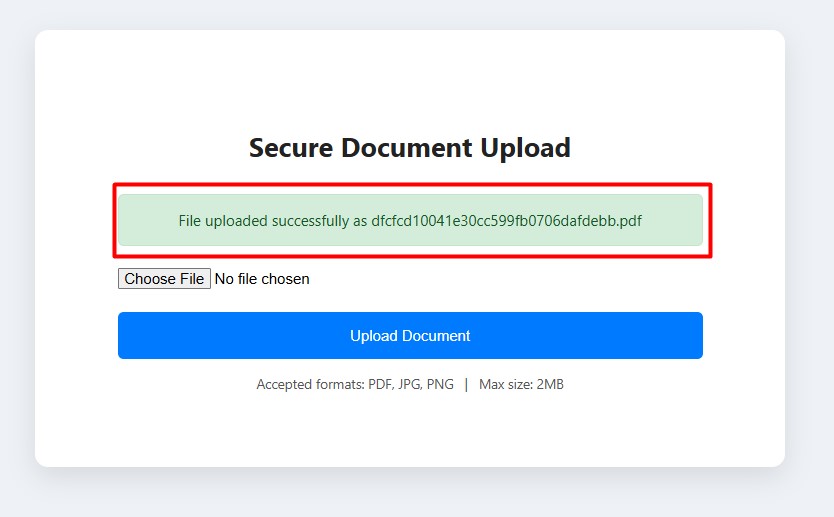 Secure Document Upload
File uploaded successfully as dfcfcd10041e30cc599fb0706dafdebb.pdf
Choose File No file chosen
Upload Document
Accepted formats: PDF, JPG, PNG | Max size: 2MB